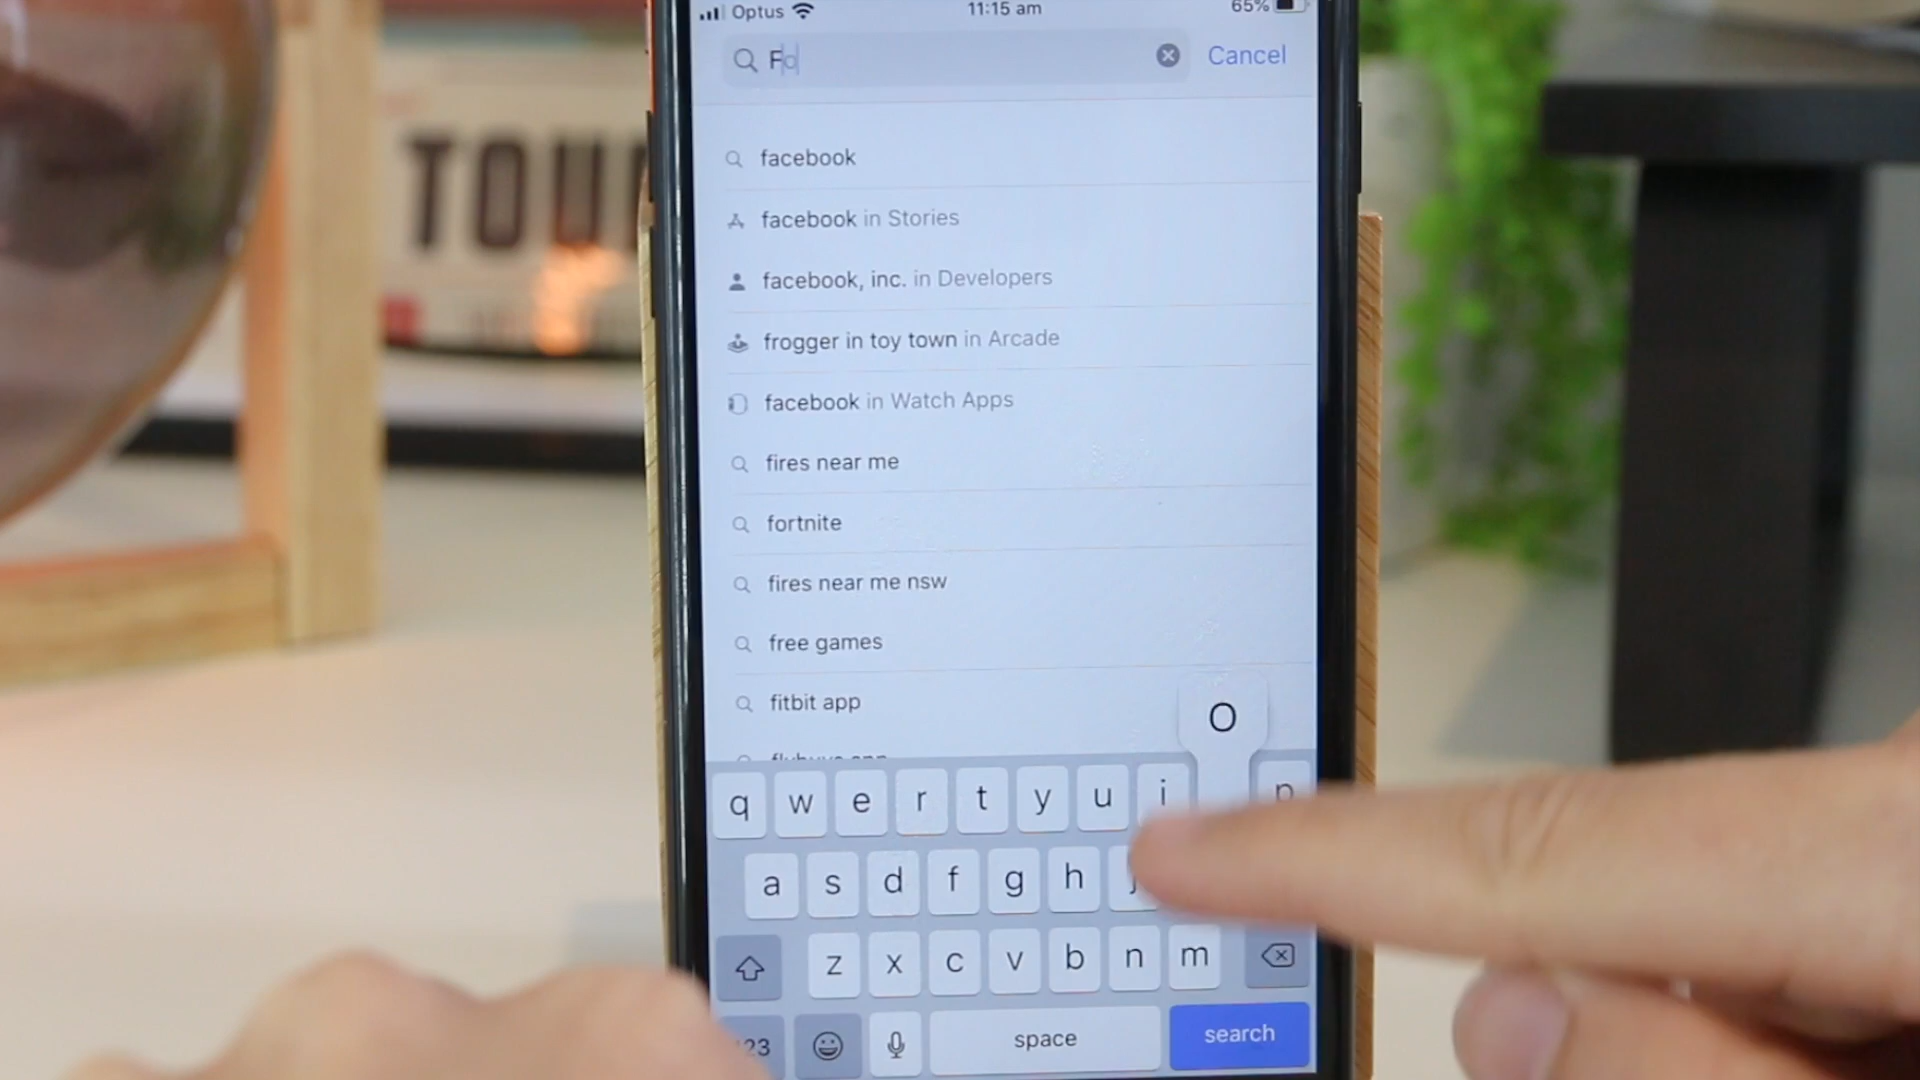 Optus 11:15 am 65%
Fo Cancel
facebook
facebook in Stories
facebook, inc. in Developers
frogger in toy town in Arcade
facebook in Watch Apps
fires near me
fortnite
fires near me nsw
free games
fitbit app
O
q w e r t y u i p
a s d f g h j
z x c v b n m
123 space search
TOU